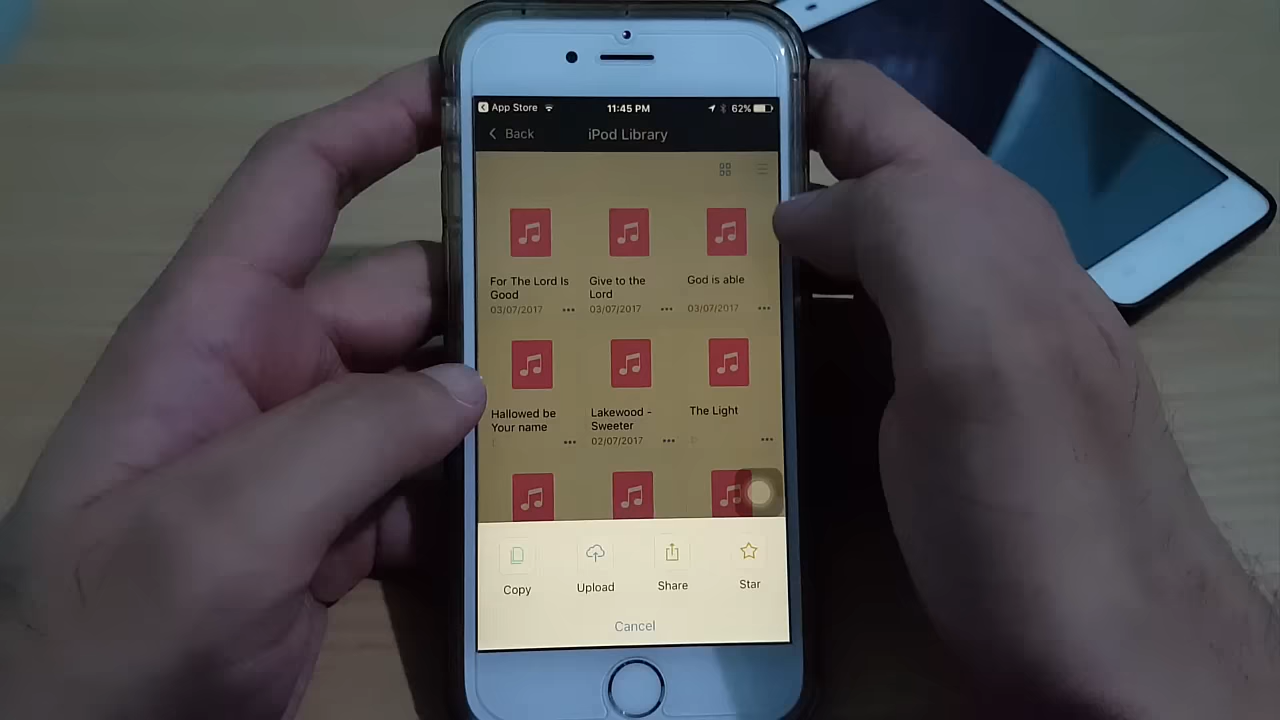 App Store 11:45 PM 62%
Back iPod Library
For The Lord Is
Good
03/07/2017
Give to the
Lord
03/07/2017
God is able
03/07/2017
Hallowed be
Your name
Lakewood -
Sweeter
02/07/2017
The Light
Copy Upload Share Star
Cancel